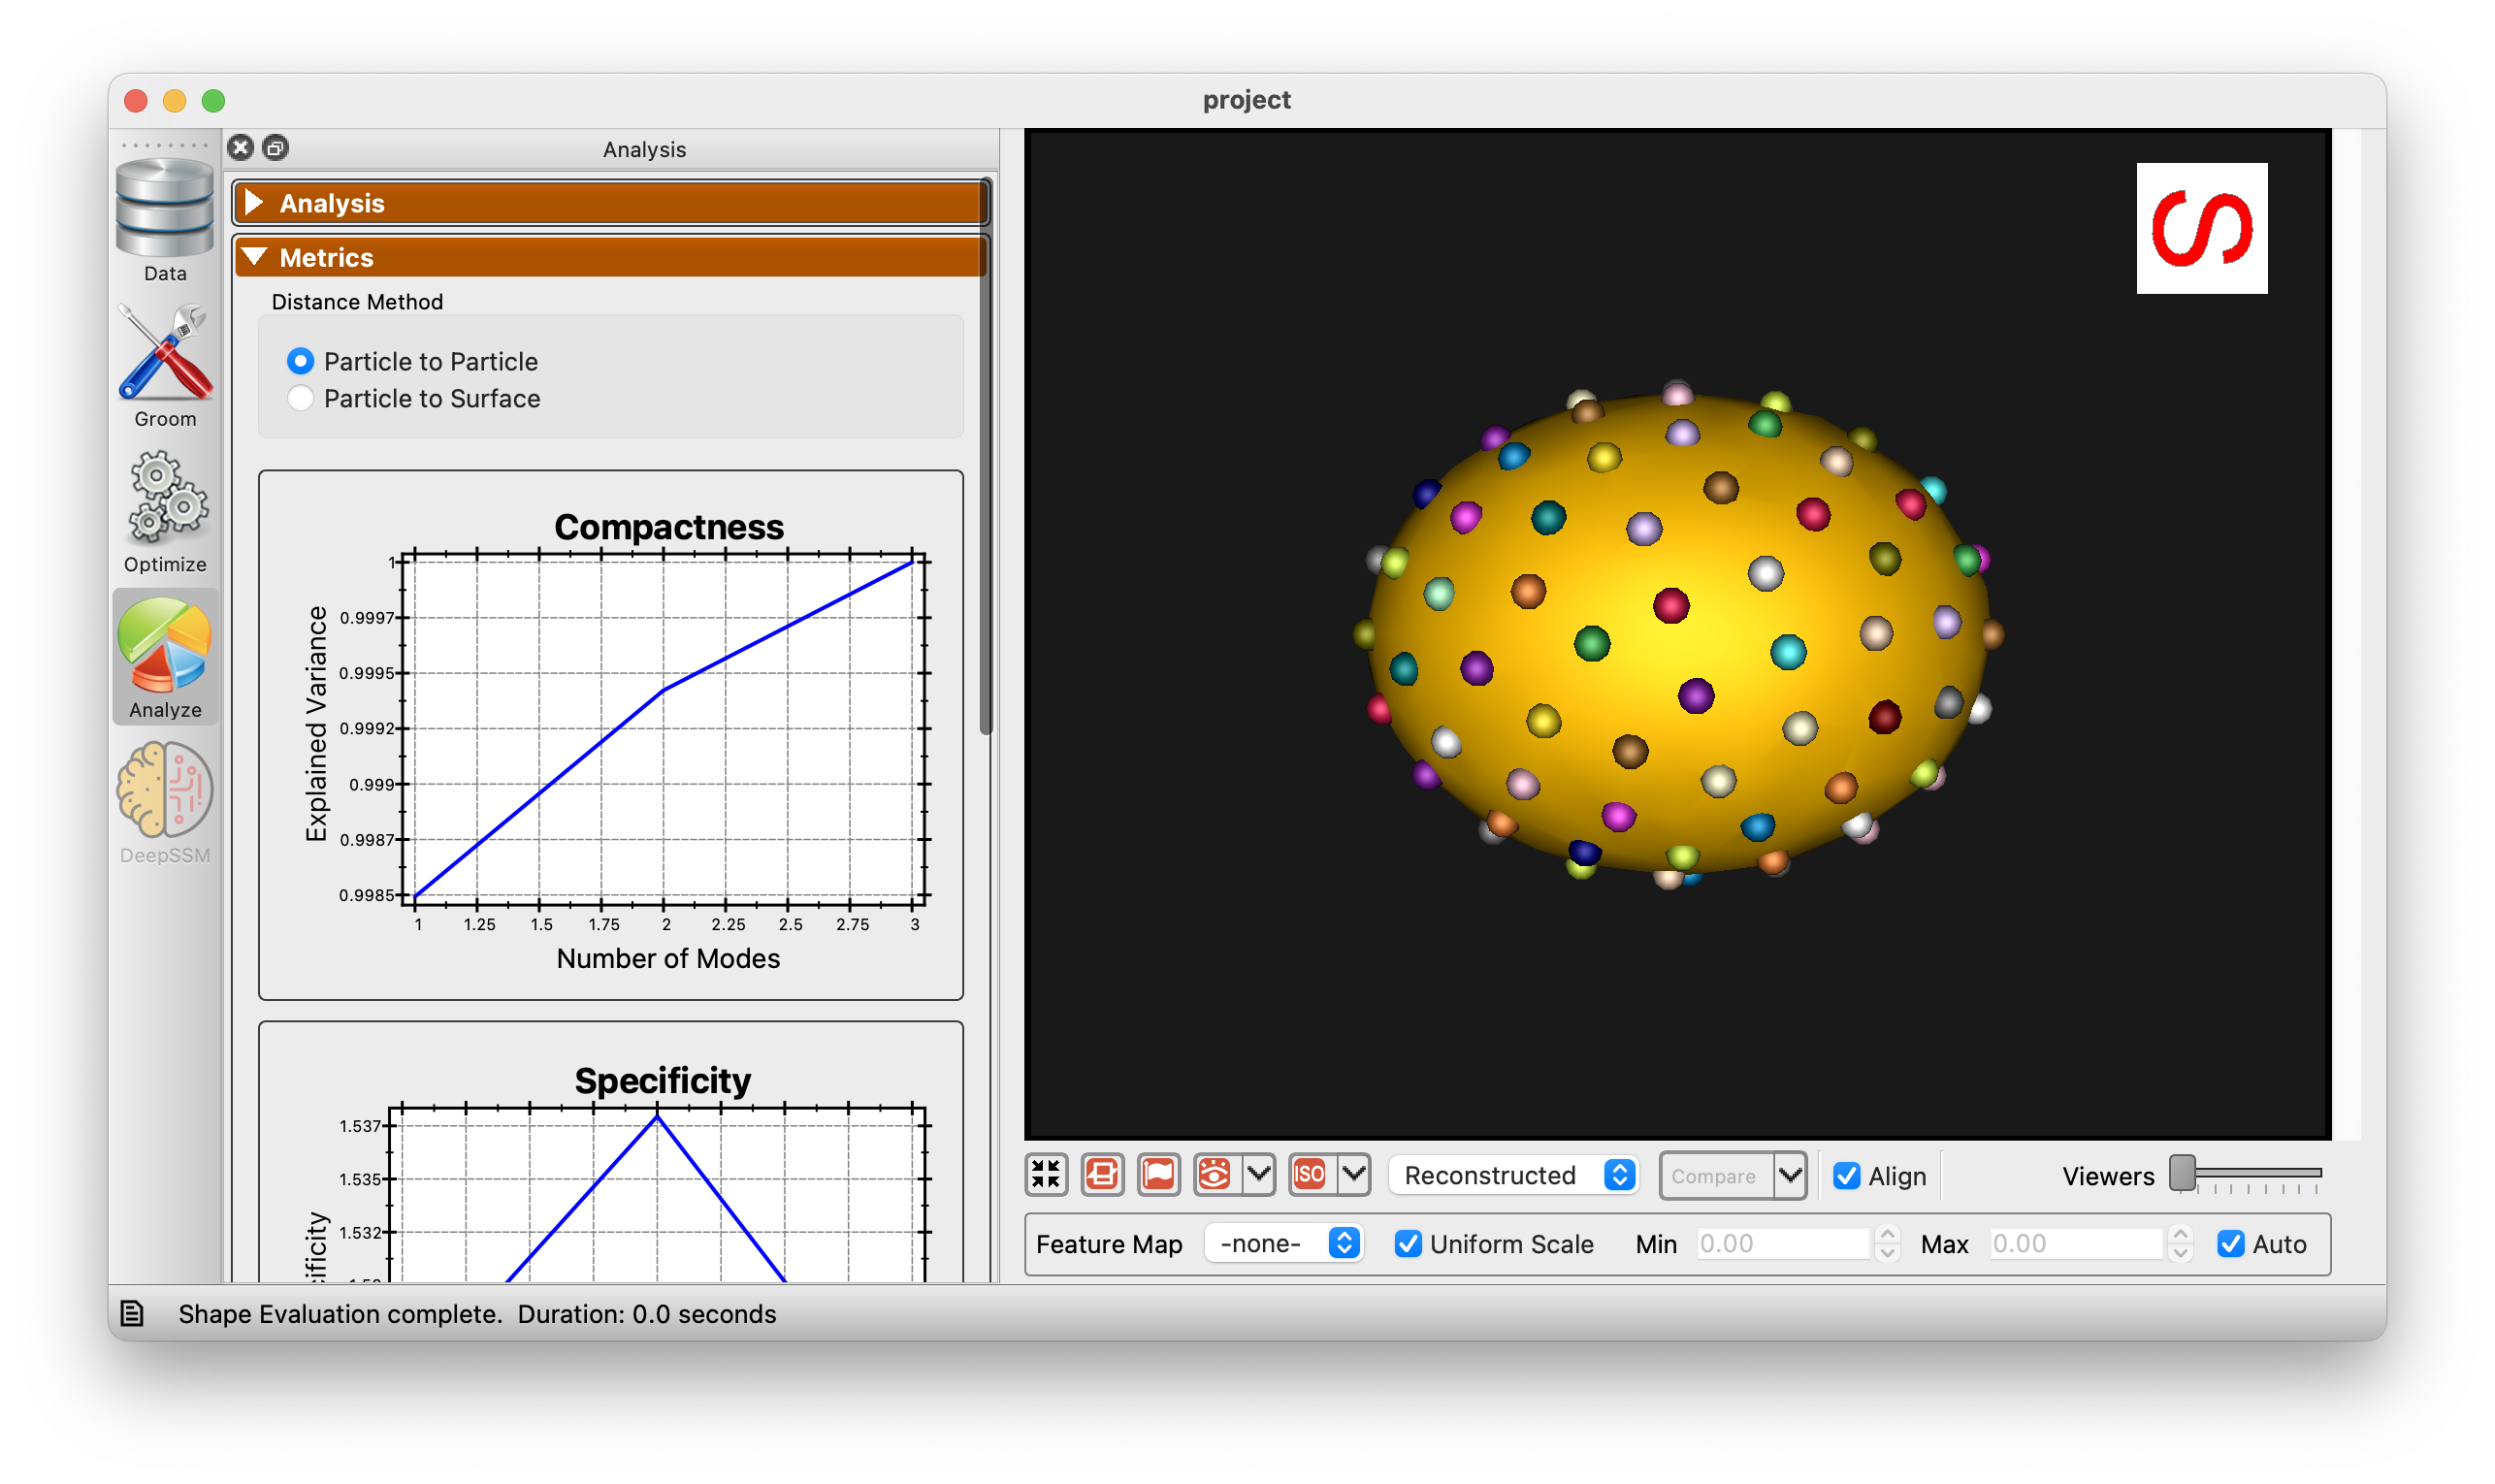 project
Analysis
Analysis
Metrics
Distance Method
Particle to Particle
Particle to Surface
Data
Groom
Optimize
Analyze
DeepSSM
Compactness
Explained Variance
1
0.9997
0.9995
0.9992
0.999
0.9987
0.9985
1 1.25 1.5 1.75 2 2.25 2.5 2.75 3
Number of Modes
Specificity
1.537
1.535
1.532
S
ISO
Reconstructed
Compare
Align
Viewers
Feature Map -none- Uniform Scale Min 0.00 Max 0.00 Auto
Shape Evaluation complete. Duration: 0.0 seconds